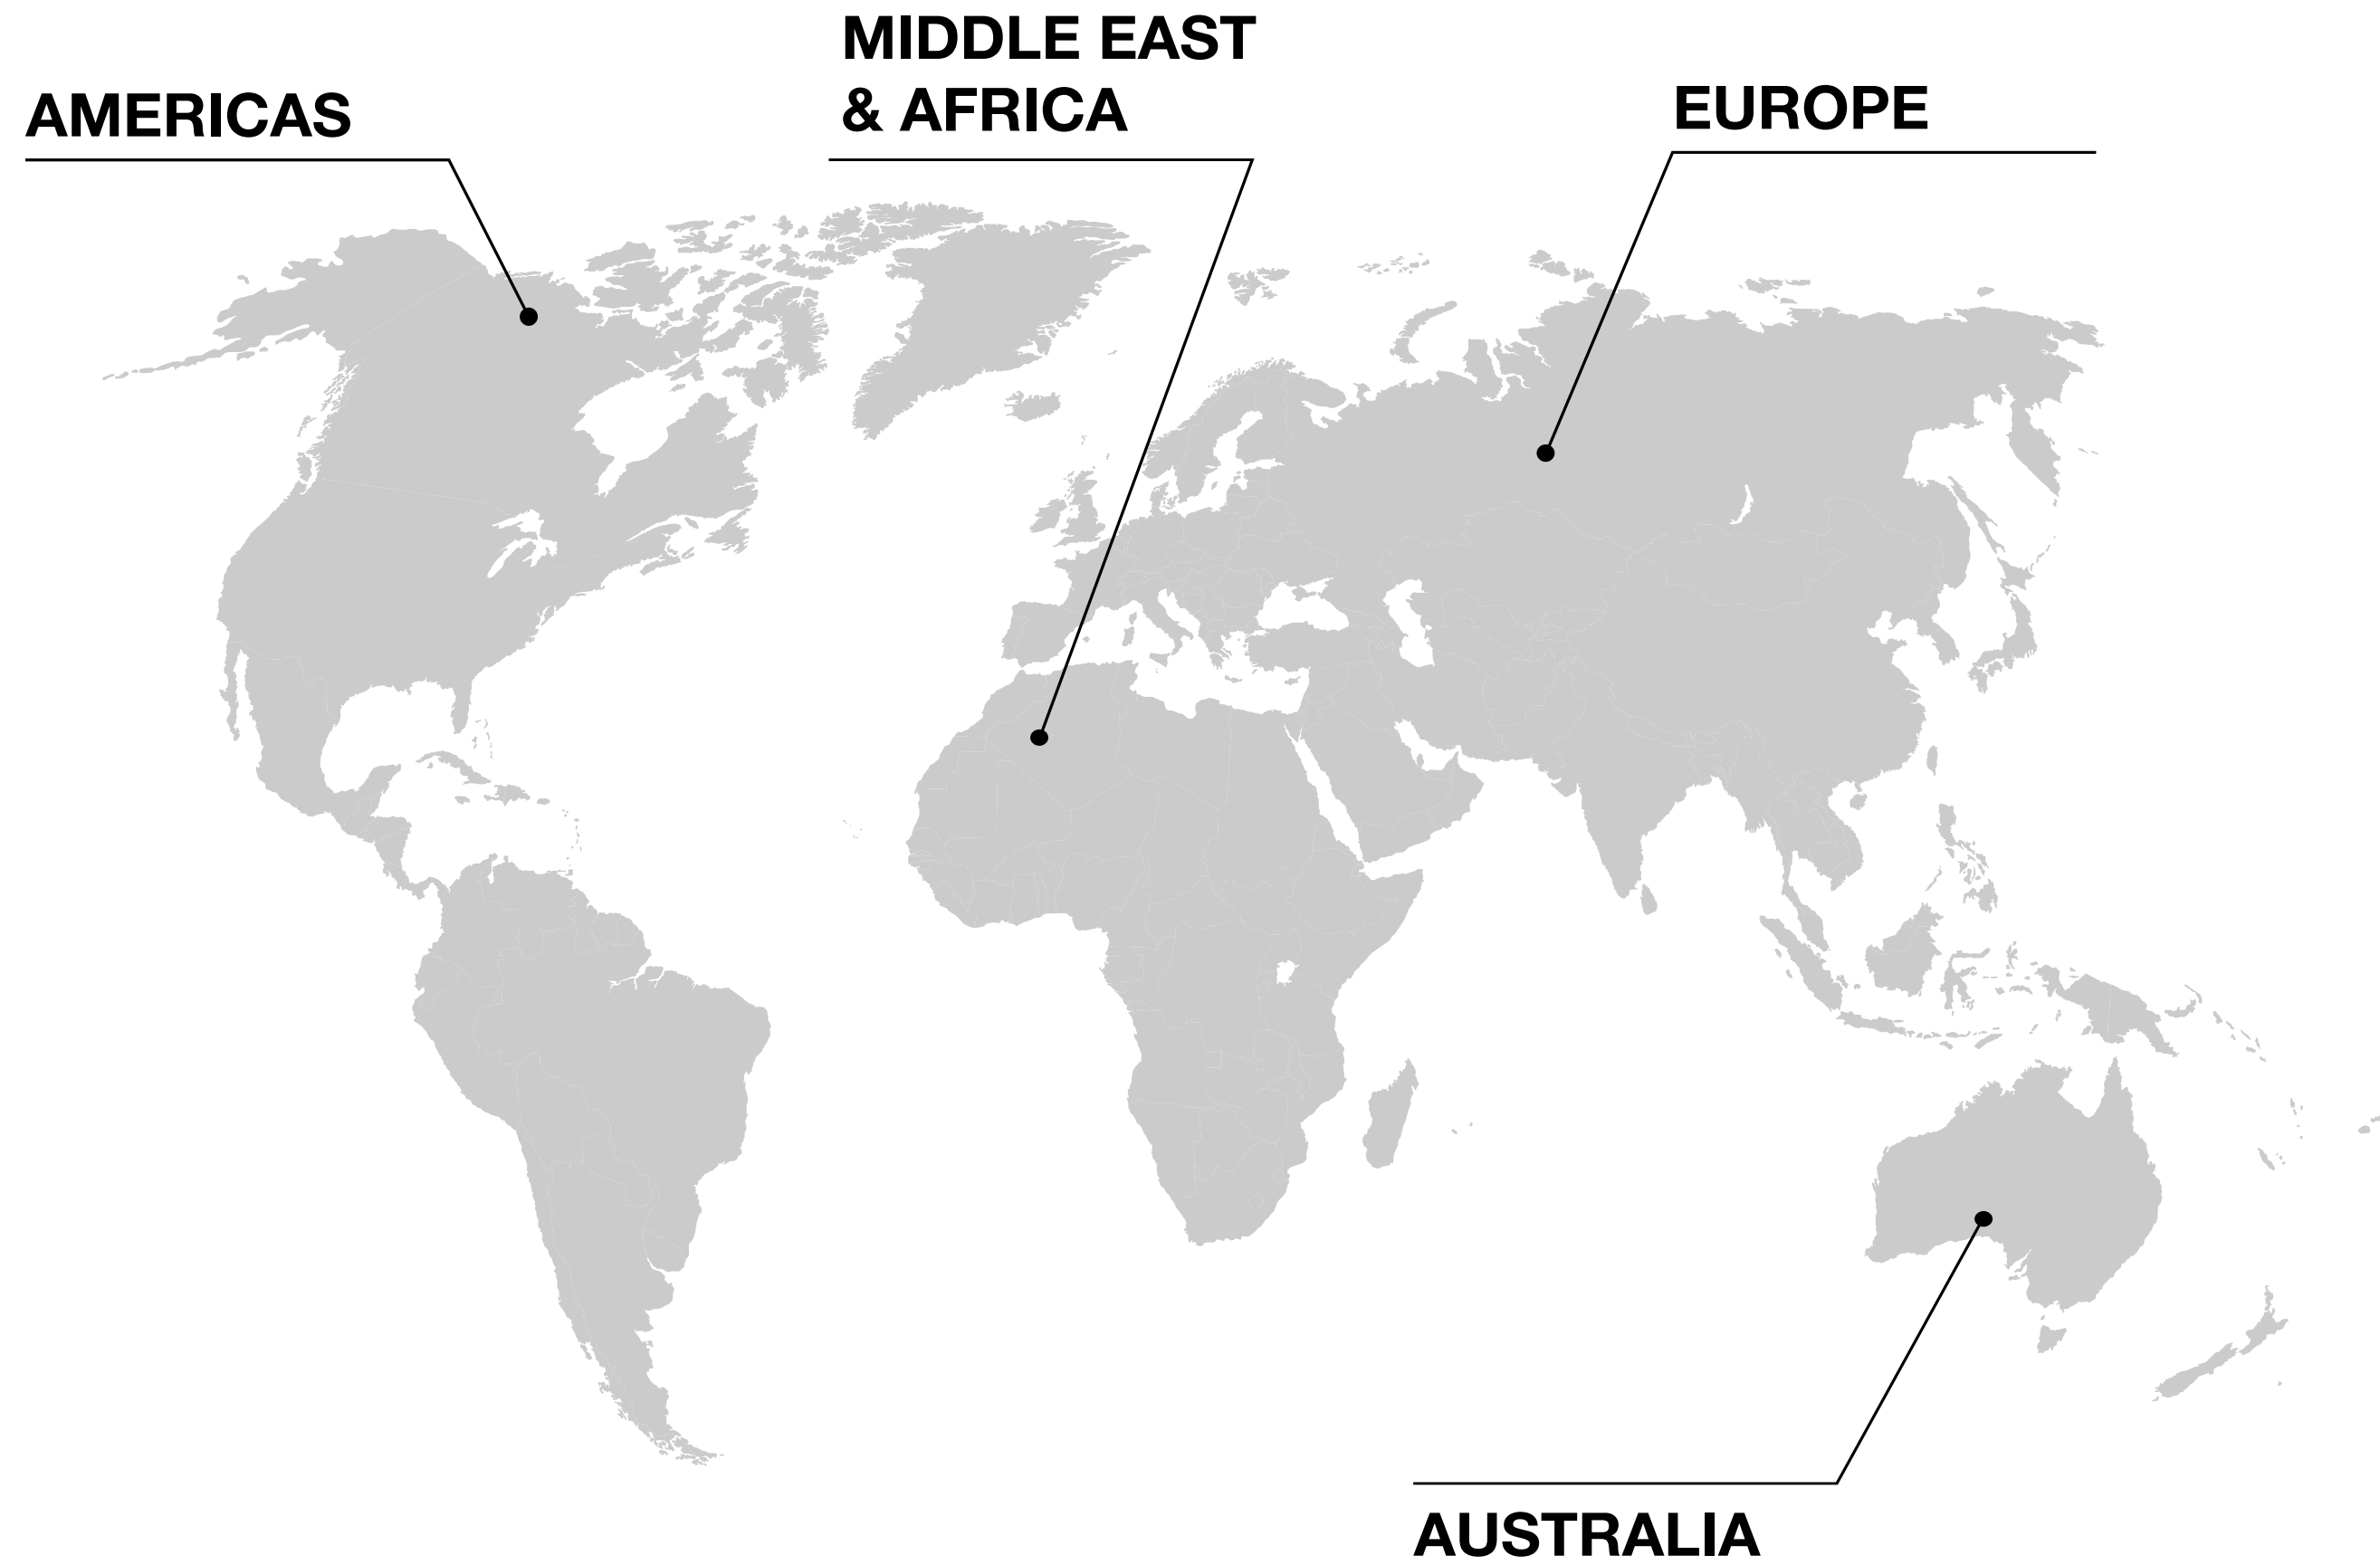 AMERICAS
MIDDLE EAST
& AFRICA
EUROPE
AUSTRALIA